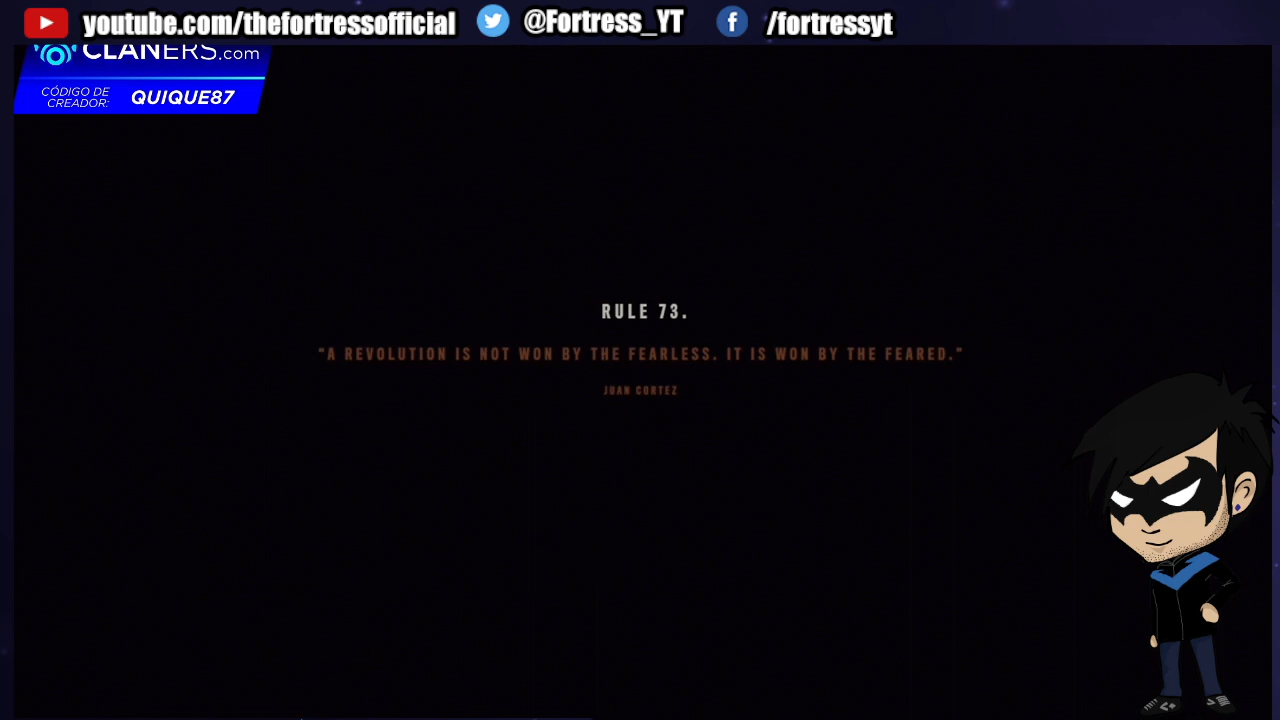 youtube.com/thefortressofficial @Fortress_YT /fortressyt
CLANERS.com
CÓDIGO DE
CREADOR: QUIQUE87
RULE 73.
"A REVOLUTION IS NOT WON BY THE FEARLESS. IT IS WON BY THE FEARED."
JUAN CORTEZ